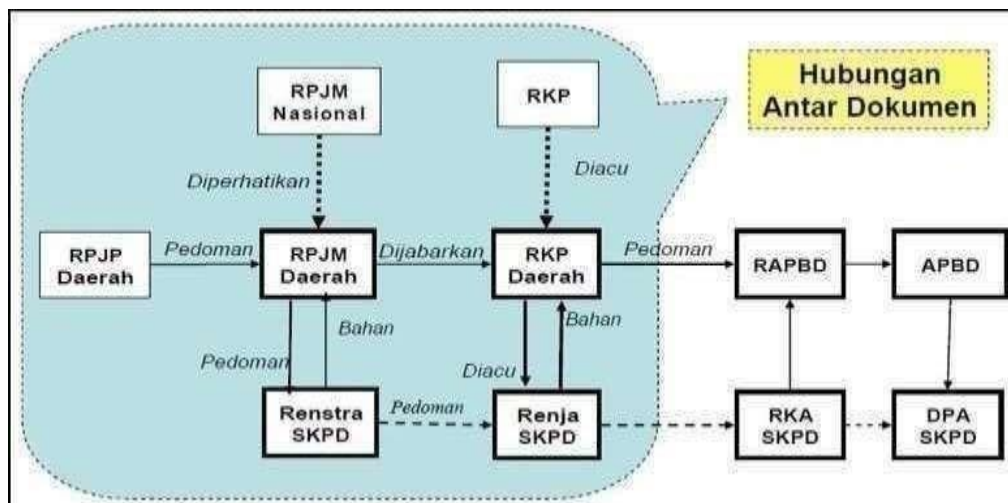 Hubungan
Antar Dokumen
RPJM
Nasional
RKP
Diperhatikan
Diacu
RPJP
Daerah
Pedoman
RPJM
Daerah
Dijabarkan
RKP
Daerah
Pedoman
RAPBD
APBD
Pedoman
Bahan
Diacu
Bahan
Renstra
SKPD
Pedoman
Renja
SKPD
RKA
SKPD
DPA
SKPD